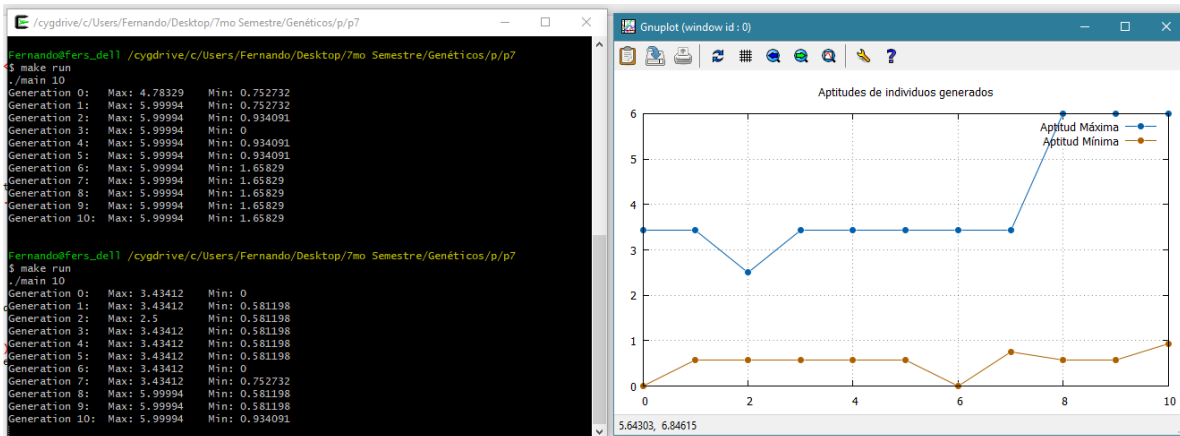 /cygdrive/c/Users/Fernando/Desktop/7mo Semestre/Genéticos/p/p7
Fernando@fers_dell /cygdrive/c/Users/Fernando/Desktop/7mo Semestre/Genéticos/p/p7
$ make run
./main 10
Generation 0: Max: 4.78329 Min: 0.752732
Generation 1: Max: 5.99994 Min: 0.752732
Generation 2: Max: 5.99994 Min: 0.934091
Generation 3: Max: 5.99994 Min: 0
Generation 4: Max: 5.99994 Min: 0.934091
Generation 5: Max: 5.99994 Min: 0.934091
Generation 6: Max: 5.99994 Min: 1.65829
Generation 7: Max: 5.99994 Min: 1.65829
Generation 8: Max: 5.99994 Min: 1.65829
Generation 9: Max: 5.99994 Min: 1.65829
Generation 10: Max: 5.99994 Min: 1.65829
Fernando@fers_dell /cygdrive/c/Users/Fernando/Desktop/7mo Semestre/Genéticos/p/p7
$ make run
./main 10
Generation 0: Max: 3.43412 Min: 0
Generation 1: Max: 3.43412 Min: 0.581198
Generation 2: Max: 2.5 Min: 0.581198
Generation 3: Max: 3.43412 Min: 0.581198
Generation 4: Max: 3.43412 Min: 0.581198
Generation 5: Max: 3.43412 Min: 0.581198
Generation 6: Max: 3.43412 Min: 0
Generation 7: Max: 3.43412 Min: 0.752732
Generation 8: Max: 5.99994 Min: 0.581198
Generation 9: Max: 5.99994 Min: 0.581198
Generation 10: Max: 5.99994 Min: 0.934091
Gnuplot (window id : 0)
Aptitudes de individuos generados
Aptitud Máxima
Aptitud Mínima
6
5
4
3
2
1
0
0 2 4 6 8 10
5.64303, 6.84615